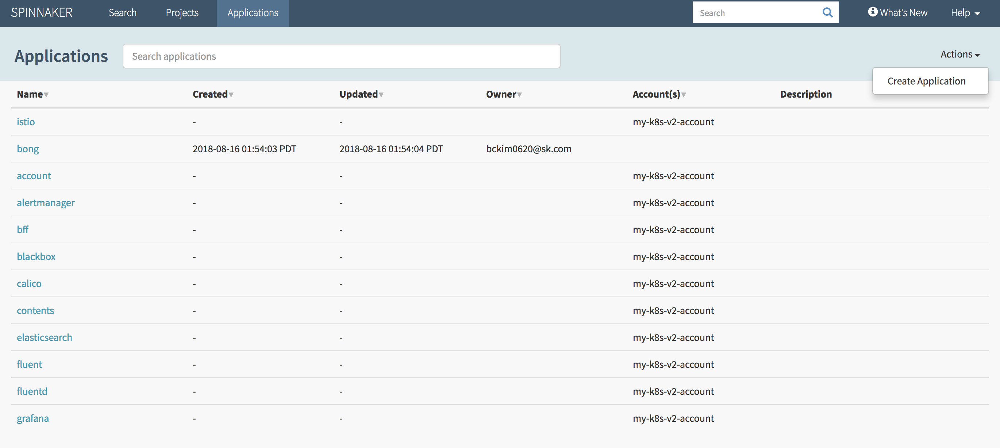 SPINNAKER Search Projects Applications Search What's New Help
Applications Search applications Actions
Create Application
Name Created Updated Owner Account(s) Description
istio - - my-k8s-v2-account
bong 2018-08-16 01:54:03 PDT 2018-08-16 01:54:04 PDT bckim0620@sk.com
account - - my-k8s-v2-account
alertmanager - - my-k8s-v2-account
bff - - my-k8s-v2-account
blackbox - - my-k8s-v2-account
calico - - my-k8s-v2-account
contents - - my-k8s-v2-account
elasticsearch - - my-k8s-v2-account
fluent - - my-k8s-v2-account
fluentd - - my-k8s-v2-account
grafana - - my-k8s-v2-account